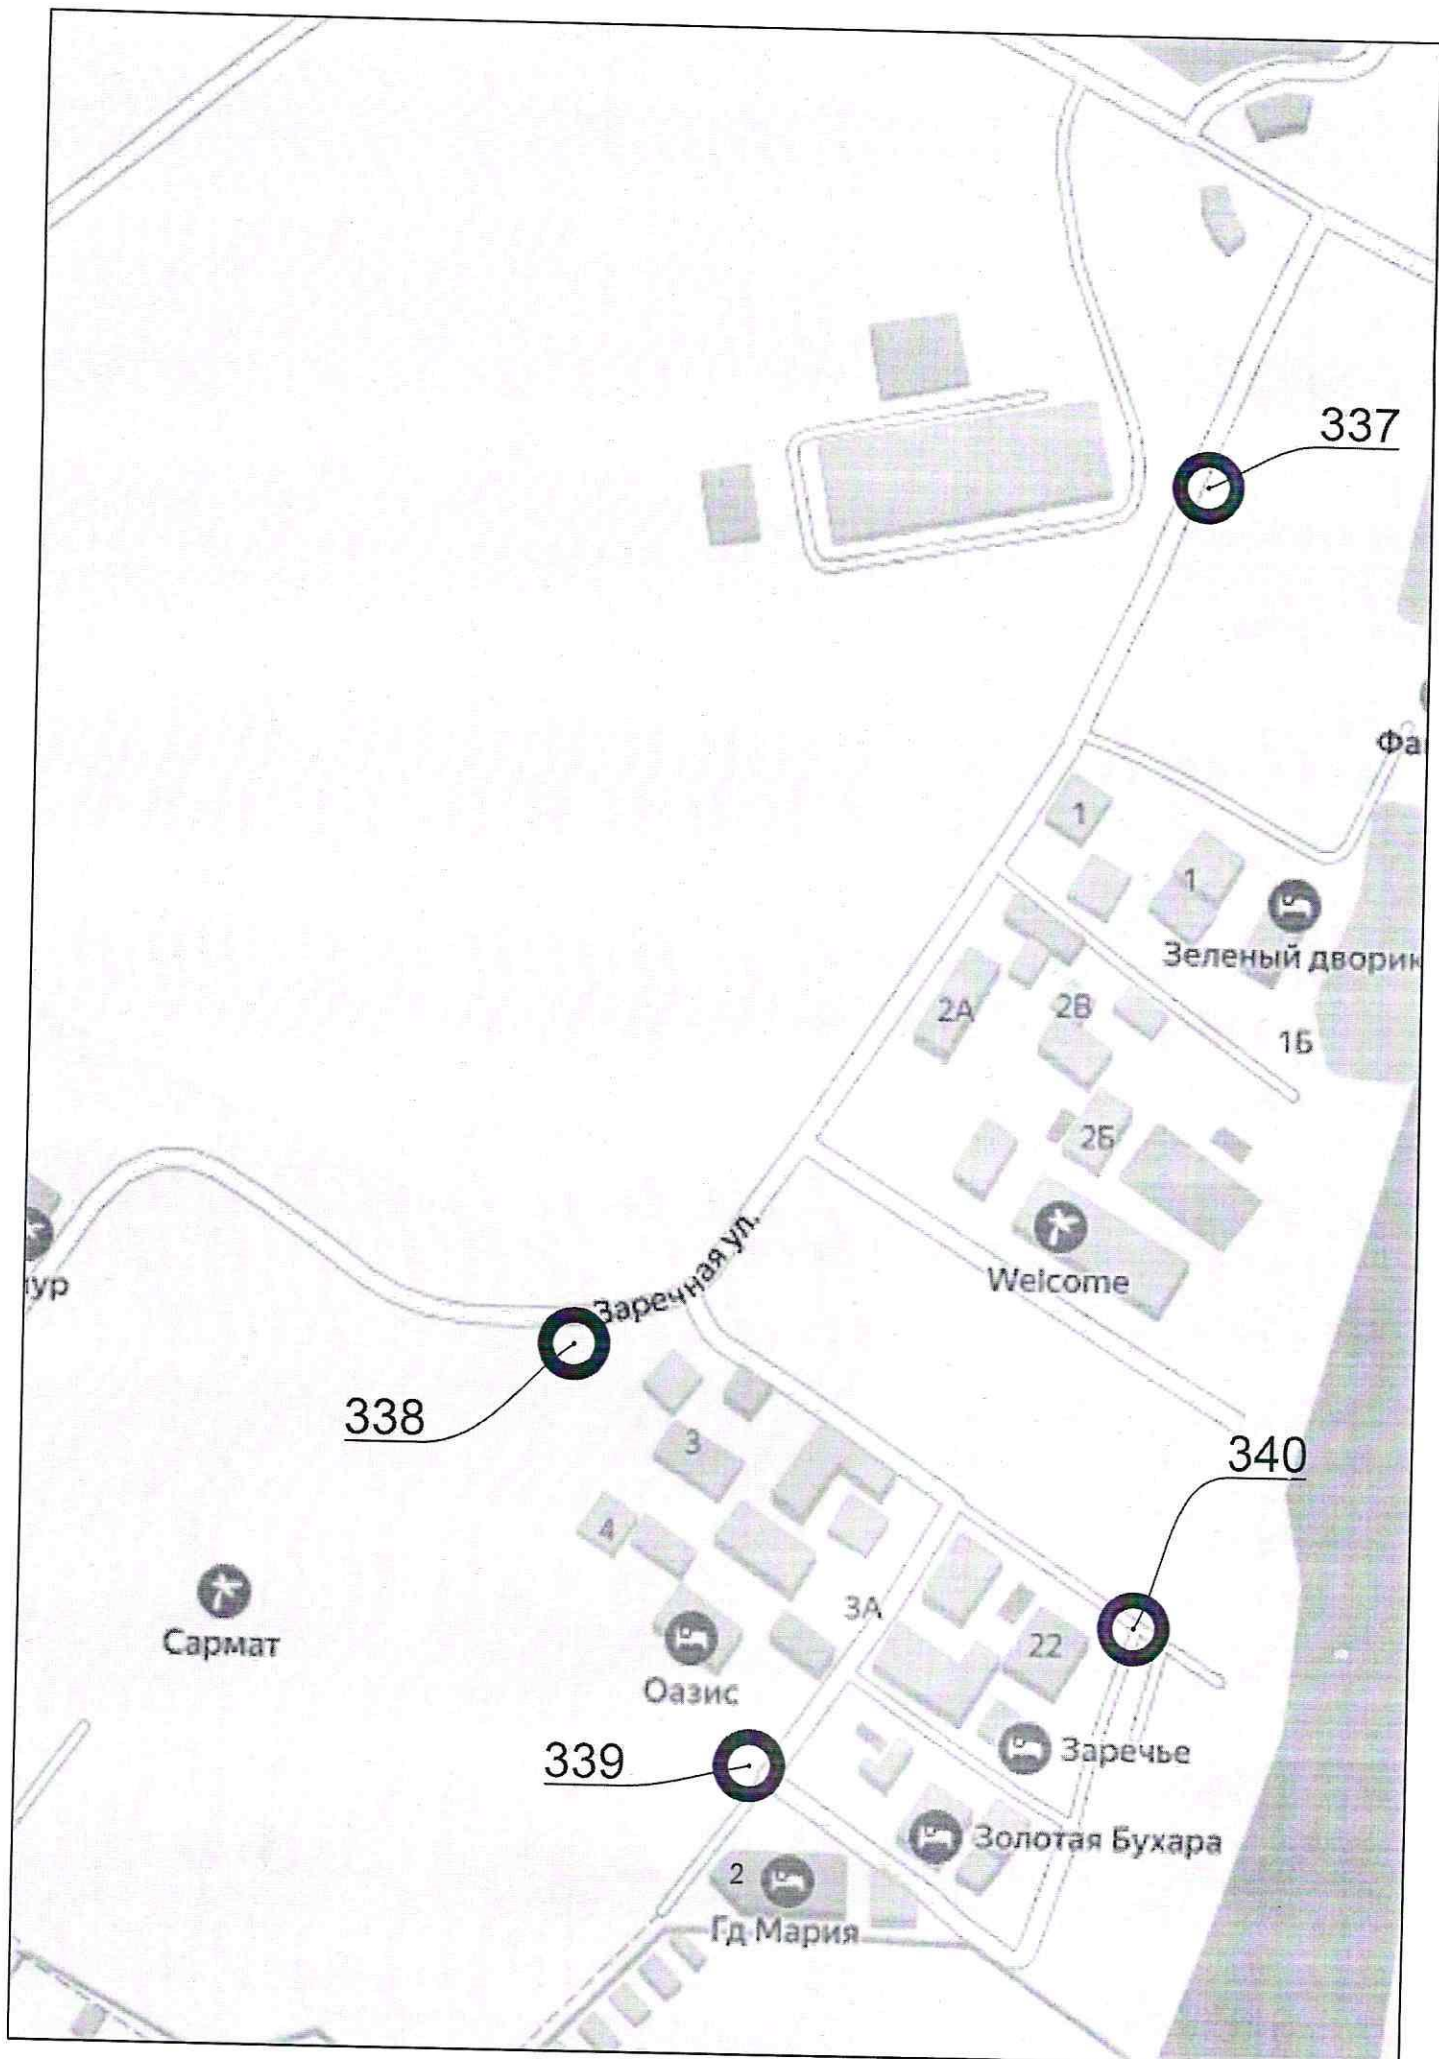 337
Фа
1
1
Зеленый дворик
2А
2В
1Б
2Б
Welcome
Заречная ул.
ур
338
3
340
4
3А
22
Сармат
Оазис
339
Заречье
Золотая Бухара
2
Гд Мария